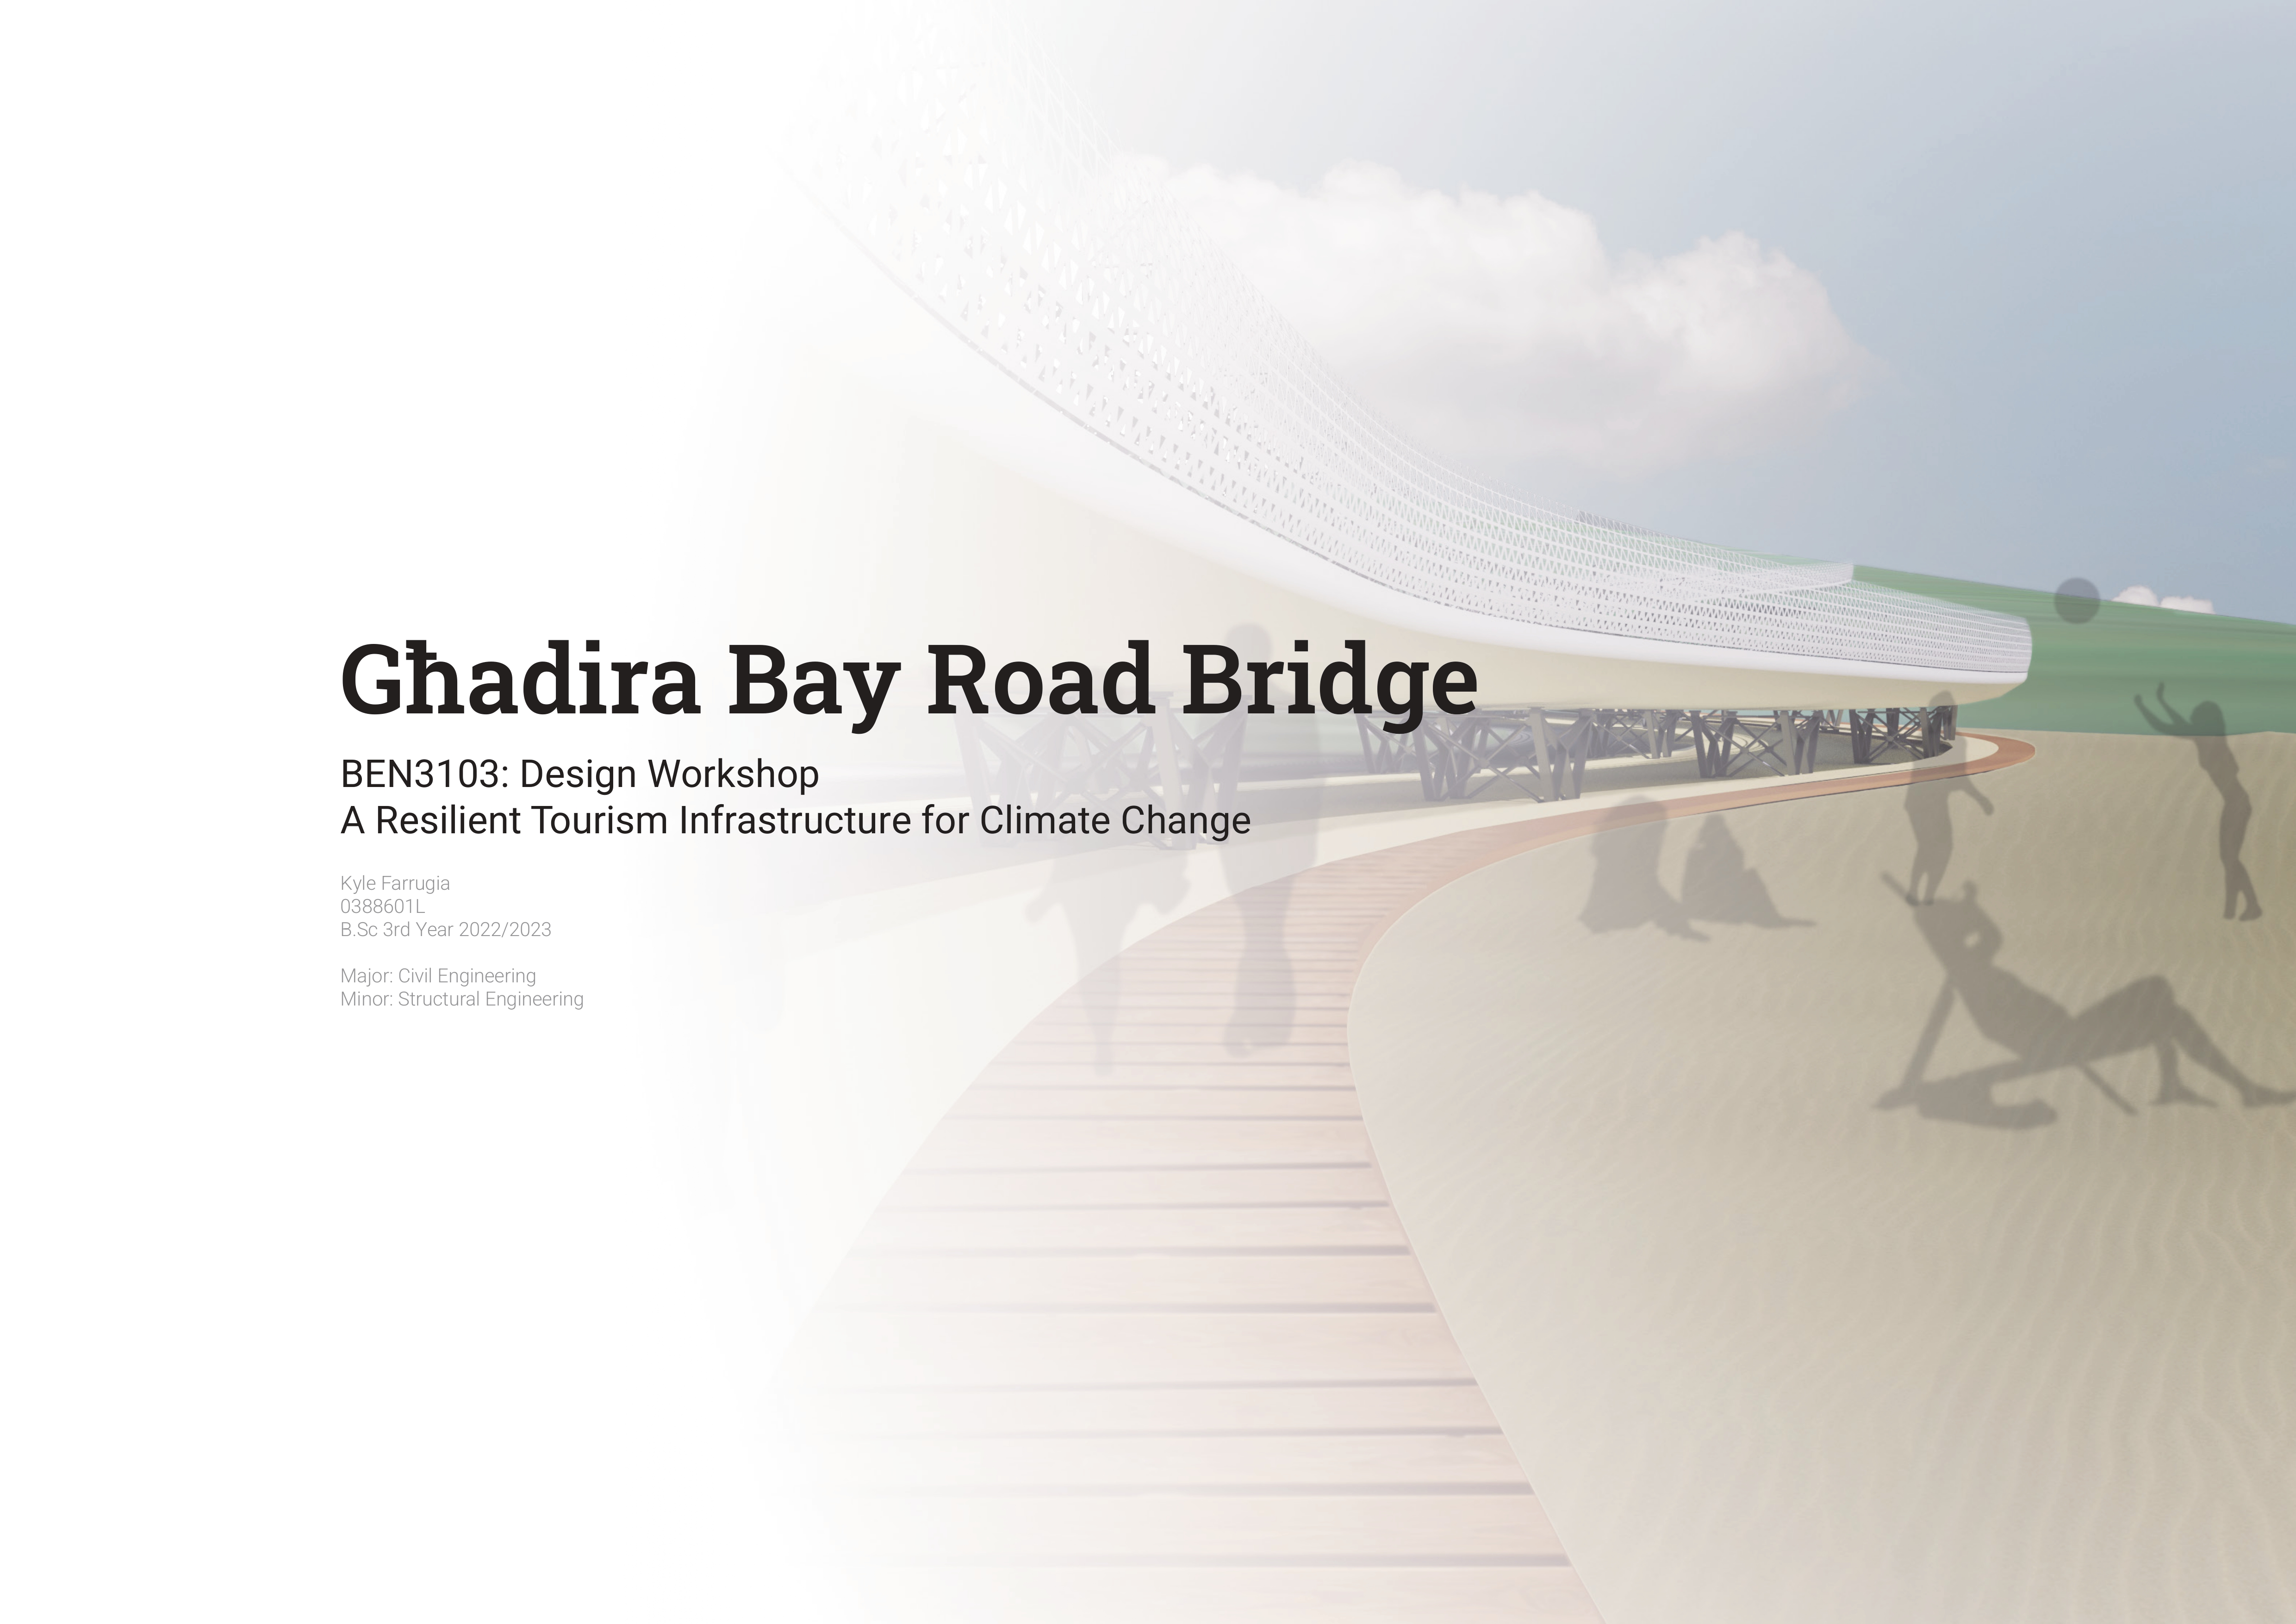 Għadira Bay Road Bridge
BEN3103: Design Workshop
A Resilient Tourism Infrastructure for Climate Change
Kyle Farrugia
0388601L
B.Sc 3rd Year 2022/2023
Major: Civil Engineering
Minor: Structural Engineering